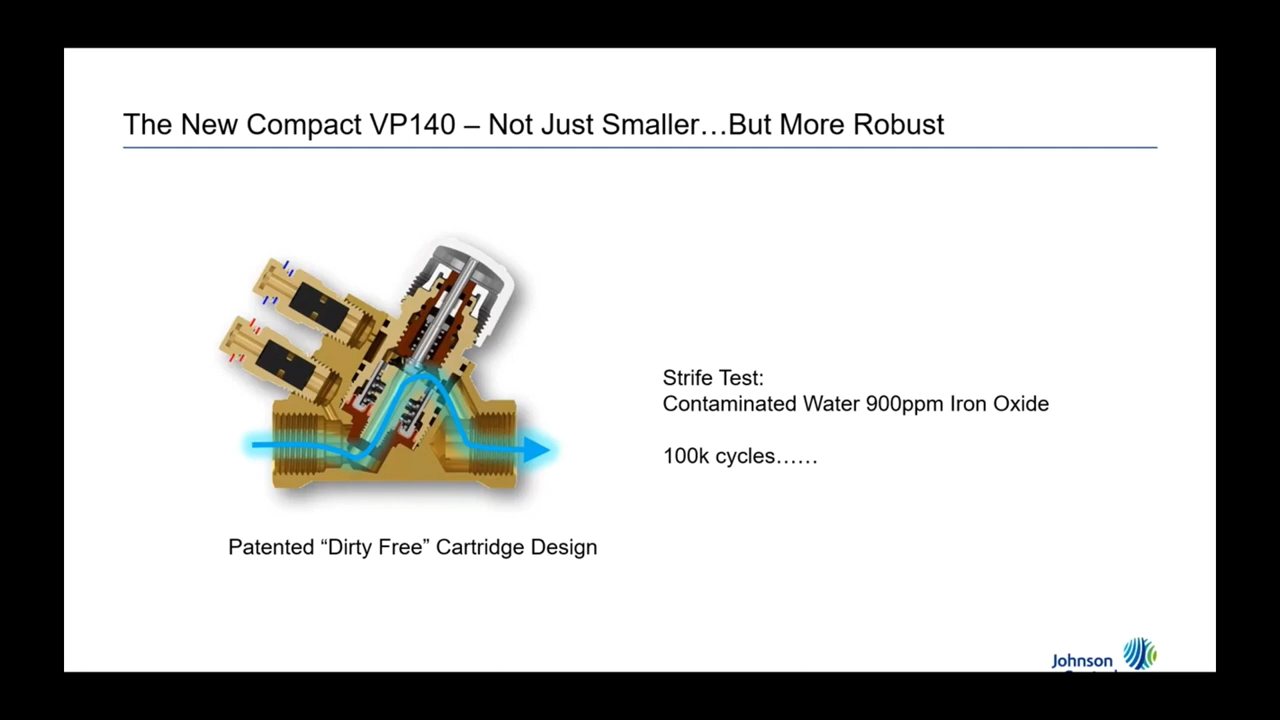 The New Compact VP140 – Not Just Smaller…But More Robust
Strife Test:
Contaminated Water 900ppm Iron Oxide
100k cycles……
Patented “Dirty Free” Cartridge Design
Johnson